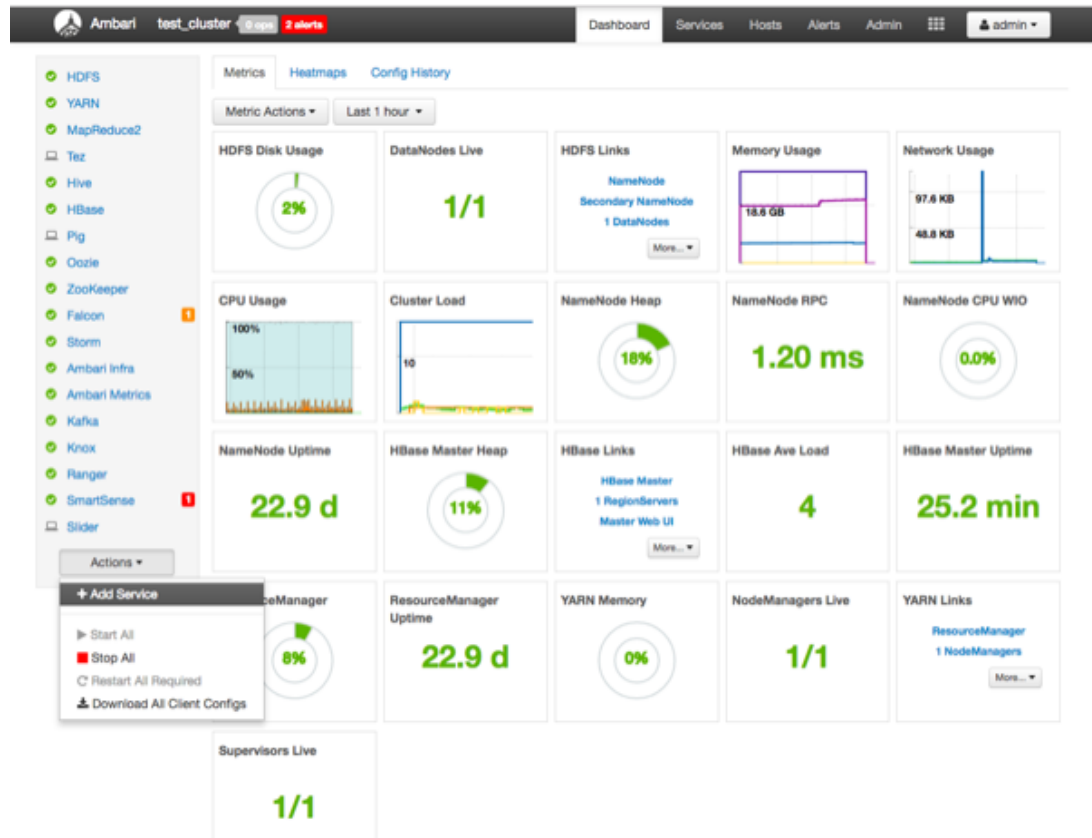 Ambari test_cluster 0 ops 2 alerts Dashboard Services Hosts Alerts Admin admin
HDFS
YARN
MapReduce2
Tez
Hive
HBase
Pig
Oozie
ZooKeeper
Falcon 1
Storm
Ambari Infra
Ambari Metrics
Kafka
Knox
Ranger
SmartSense 1
Slider
Actions
+ Add Service
Start All
Stop All
Restart All Required
Download All Client Configs
Metrics Heatmaps Config History
Metric Actions Last 1 hour
HDFS Disk Usage
2%
DataNodes Live
1/1
HDFS Links
NameNode
Secondary NameNode
1 DataNodes
More...
Memory Usage
18.6 GB
Network Usage
97.6 KB
48.8 KB
CPU Usage
100%
50%
Cluster Load
10
NameNode Heap
18%
NameNode RPC
1.20 ms
NameNode CPU WIO
0.0%
NameNode Uptime
22.9 d
HBase Master Heap
11%
HBase Links
HBase Master
1 RegionServers
Master Web UI
More...
HBase Ave Load
4
HBase Master Uptime
25.2 min
ceManager
8%
ResourceManager
Uptime
22.9 d
YARN Memory
0%
NodeManagers Live
1/1
YARN Links
ResourceManager
1 NodeManagers
More...
Supervisors Live
1/1